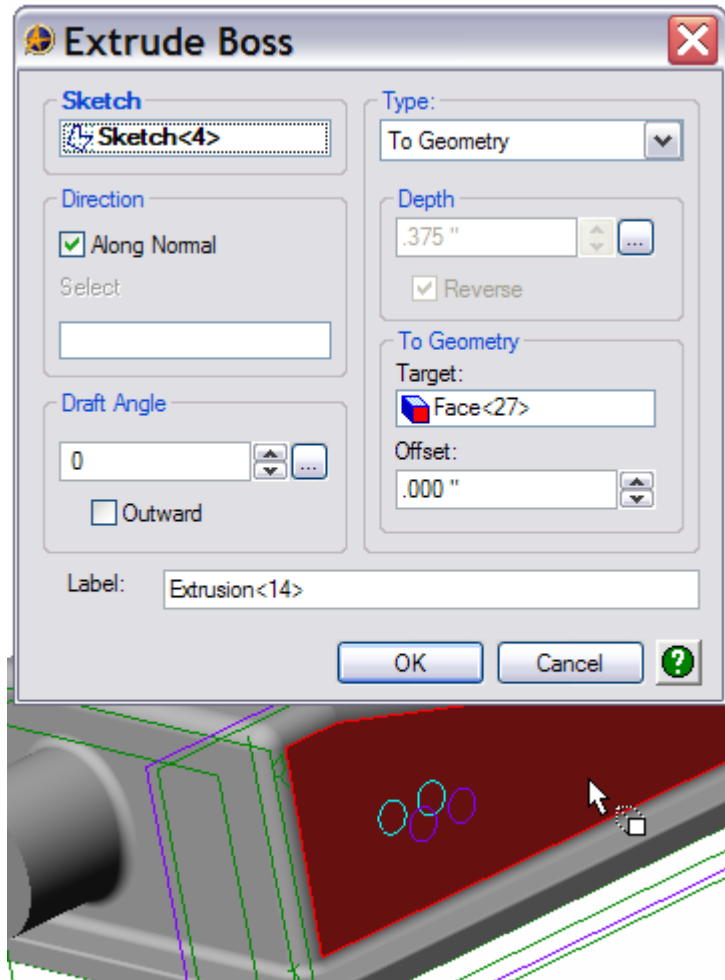 Extrude Boss
Sketch
Sketch<4>
Direction
Along Normal
Select
Draft Angle
0
...
Outward
Type:
To Geometry
Depth
.375 "
...
Reverse
To Geometry
Target:
Face<27>
Offset:
.000 "
Label:
Extrusion<14>
OK
Cancel
?